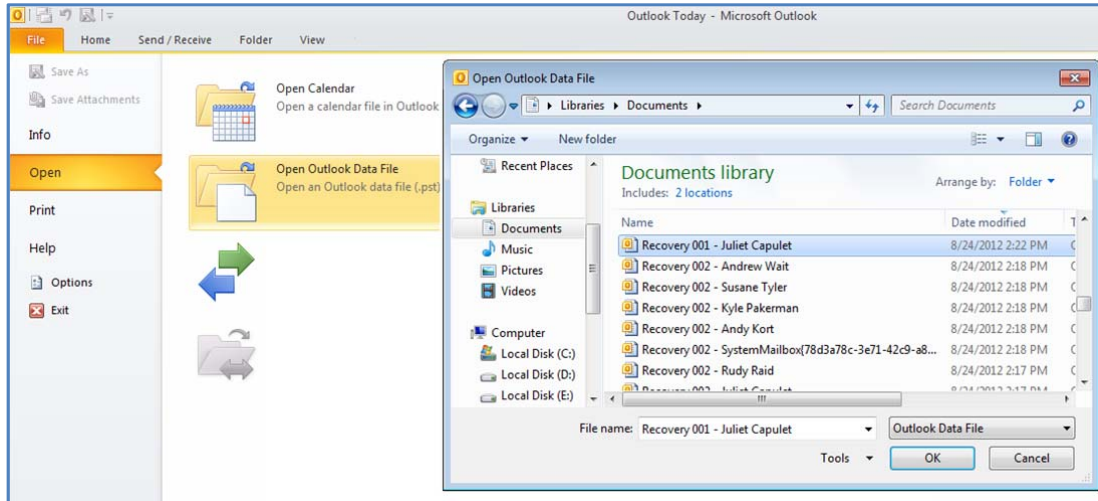 Outlook Today - Microsoft Outlook
File Home Send / Receive Folder View
Save As
Save Attachments
Info
Open
Print
Help
Options
Exit
Open Calendar
Open a calendar file in Outlook
Open Outlook Data File
Open an Outlook data file (.pst)
Open Outlook Data File
Libraries Documents
Search Documents
Organize New folder
Recent Places
Libraries
Documents
Music
Pictures
Videos
Computer
Local Disk (C:)
Local Disk (D:)
Local Disk (E:)
Documents library
Includes: 2 locations
Arrange by: Folder
Name Date modified T
Recovery 001 - Juliet Capulet 8/24/2012 2:22 PM
Recovery 002 - Andrew Wait 8/24/2012 2:18 PM
Recovery 002 - Susane Tyler 8/24/2012 2:18 PM
Recovery 002 - Kyle Pakerman 8/24/2012 2:18 PM
Recovery 002 - Andy Kort 8/24/2012 2:18 PM
Recovery 002 - SystemMailbox{78d3a78c-3e71-42c9-a8... 8/24/2012 2:18 PM
Recovery 002 - Rudy Raid 8/24/2012 2:17 PM
File name: Recovery 001 - Juliet Capulet
Outlook Data File
Tools OK Cancel